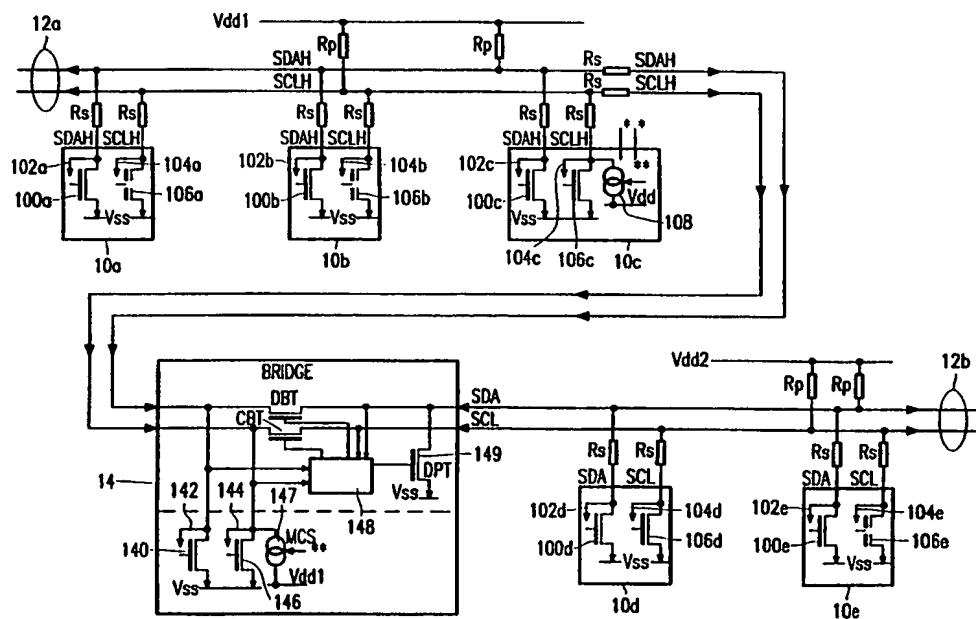 12a
Vdd1
Rp
Rp
SDAH
SCLH
Rs
SDAH
Rs
SCLH
Rs
Rs
SDAH
SCLH
102a
104a
100a
106a
Vss
10a
Rs
Rs
SDAH
SCLH
102b
104b
100b
106b
Vss
10b
Rs
Rs
SDAH
SCLH
* *
**
102c
100c
Vdd
Vss
108
104c
106c
10c
BRIDGE
DBT
CBT
SDA
SCL
149
DPT
Vss
148
14
142
144
147
140
MCS
**
Vss
Vdd1
146
Vdd2
12b
Rp
Rp
Rs
Rs
SDA
SCL
102d
104d
100d
106d
Vss
10d
Rs
Rs
SDA
SCL
102e
104e
100e
106e
Vss
10e